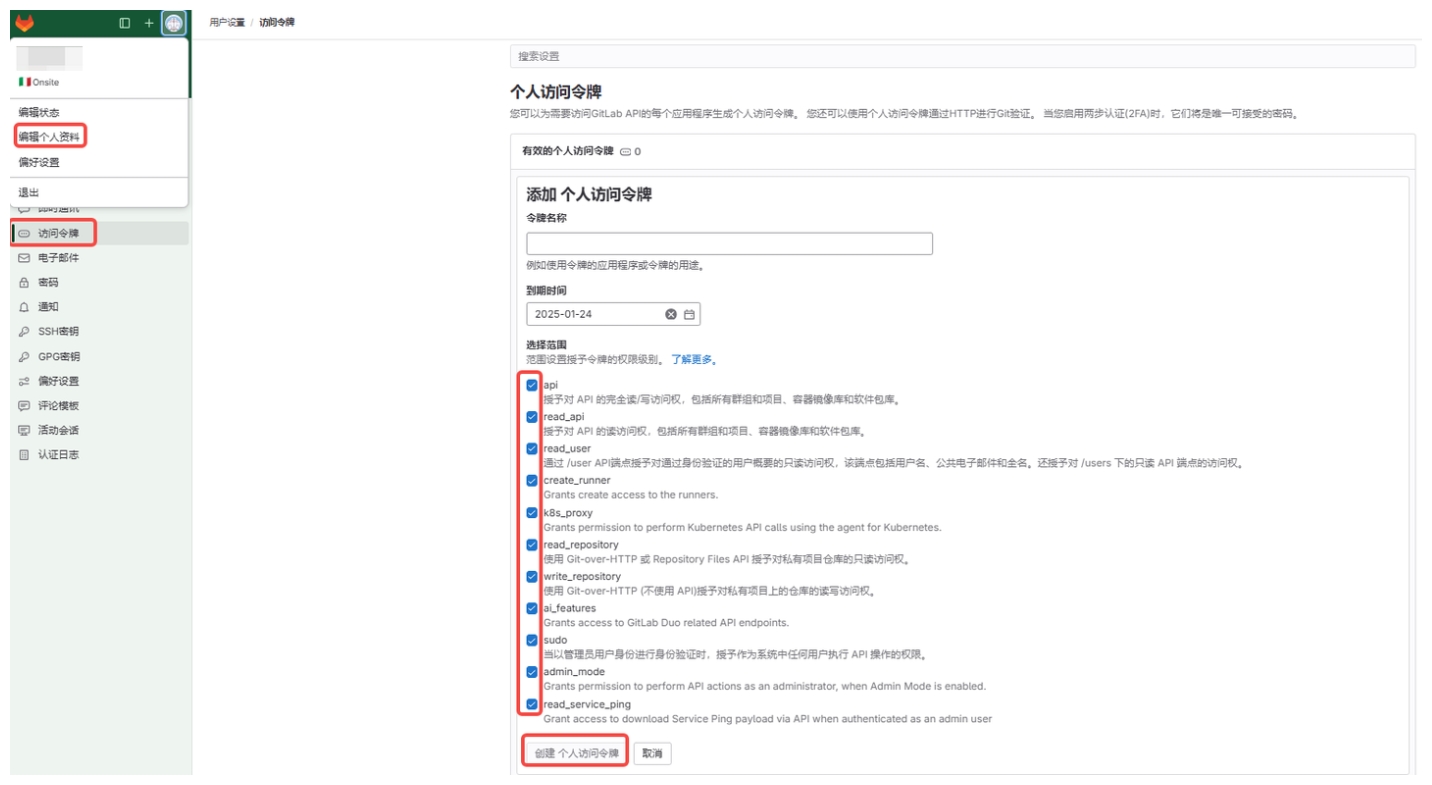 用户设置 / 访问令牌
Onsite
编辑状态
编辑个人资料
偏好设置
退出
即时通讯
访问令牌
电子邮件
密码
通知
SSH密钥
GPG密钥
偏好设置
评论模板
活动会话
认证日志
搜索设置
个人访问令牌
您可以为需要访问GitLab API的每个应用程序生成个人访问令牌。 您还可以使用个人访问令牌通过HTTP进行Git验证。 当您启用两步认证(2FA)时，它们将是唯一可接受的密码。
有效的个人访问令牌 0
添加 个人访问令牌
令牌名称
例如使用令牌的应用程序或令牌的用途。
到期时间
2025-01-24
选择范围
范围设置授予令牌的权限级别。 了解更多。
api
授予对 API 的完全读/写访问权，包括所有群组和项目、容器镜像库和软件包库。
read_api
授予对 API 的读访问权，包括所有群组和项目、容器镜像库和软件包库。
read_user
通过 /user API端点授予对通过身份验证的用户概要的只读访问权，该端点包括用户名、公共电子邮件和全名。还授予对 /users 下的只读 API 端点的访问权。
create_runner
Grants create access to the runners.
k8s_proxy
Grants permission to perform Kubernetes API calls using the agent for Kubernetes.
read_repository
使用 Git-over-HTTP 或 Repository Files API 授予对私有项目仓库的只读访问权。
write_repository
使用 Git-over-HTTP (不使用 API)授予对私有项目上的仓库的读写访问权。
ai_features
Grants access to GitLab Duo related API endpoints.
sudo
当以管理员用户身份进行身份验证时，授予作为系统中任何用户执行 API 操作的权限。
admin_mode
Grants permission to perform API actions as an administrator, when Admin Mode is enabled.
read_service_ping
Grant access to download Service Ping payload via API when authenticated as an admin user
创建 个人访问令牌
取消